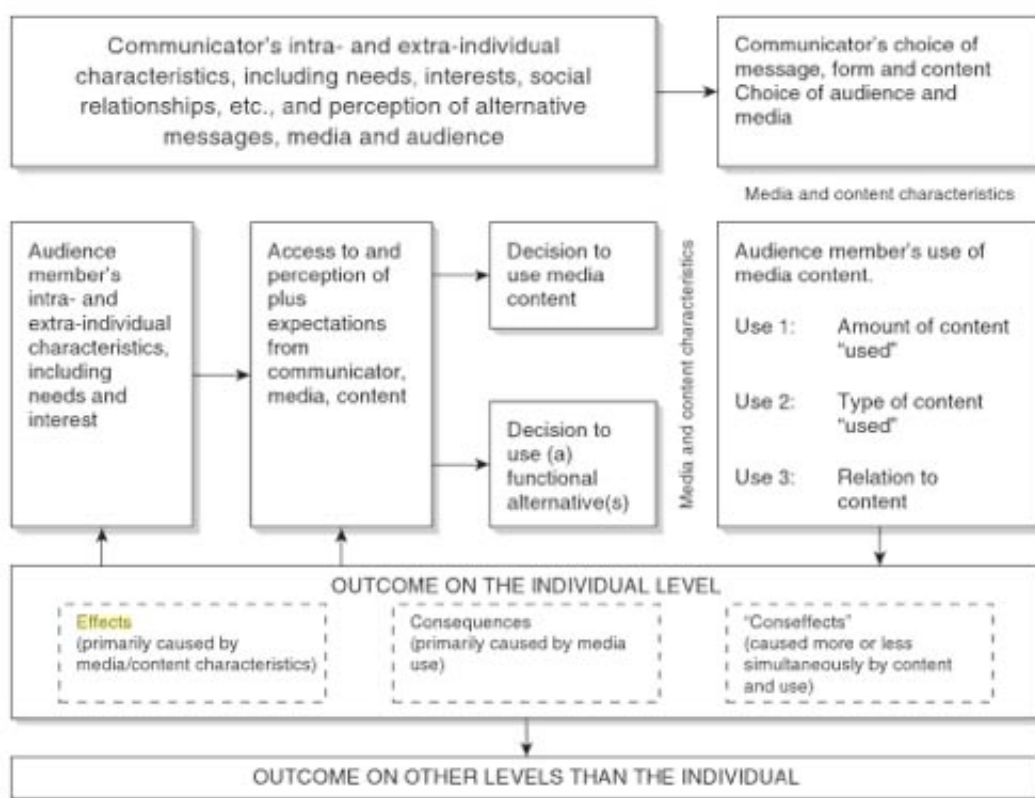 Communicator's intra- and extra-individual
characteristics, including needs, interests, social
relationships, etc., and perception of alternative
messages, media and audience
Communicator's choice of
message, form and content
Choice of audience and
media
Media and content characteristics
Audience
member's
intra- and
extra-individual
characteristics,
including
needs and
interest
Access to and
perception of
plus
expectations
from
communicator,
media, content
Decision to
use media
content
Decision to
use (a)
functional
alternative(s)
Media and content characteristics
Audience member's use of
media content.
Use 1: Amount of content
"used"
Use 2: Type of content
"used"
Use 3: Relation to
content
OUTCOME ON THE INDIVIDUAL LEVEL
Effects
(primarily caused by
media/content characteristics)
Consequences
(primarily caused by media
use)
"Conseffects"
(caused more or less
simultaneously by content
and use)
OUTCOME ON OTHER LEVELS THAN THE INDIVIDUAL